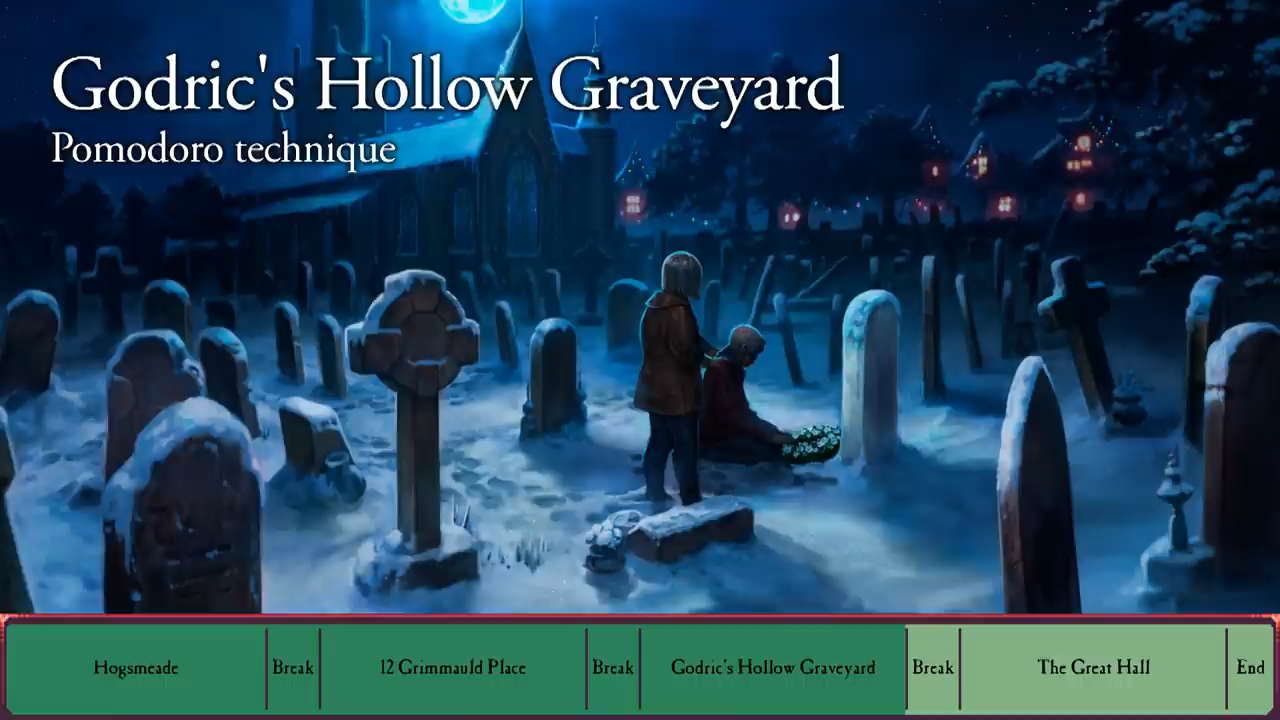 Godric's Hollow Graveyard
Pomodoro technique
Hogsmeade
Break
12 Grimmauld Place
Break
Godric's Hollow Graveyard
Break
The Great Hall
End